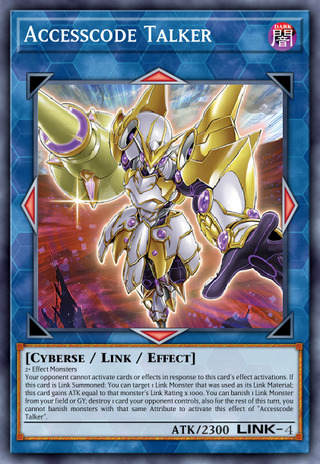 ACCESSCODE TALKER
DARK
闇
[CYBERSE / LINK / EFFECT]
2+ Effect Monsters
Your opponent cannot activate cards or effects in response to this card's effect activations. If
this card is Link Summoned: You can target 1 Link Monster that was used as its Link Material;
this card gains ATK equal to that monster's Link Rating x 1000. You can banish 1 Link Monster
from your field or GY; destroy 1 card your opponent controls, also for the rest of this turn, you
cannot banish monsters with that same Attribute to activate this effect of "Accesscode
Talker".
ATK/2300 LINK-4